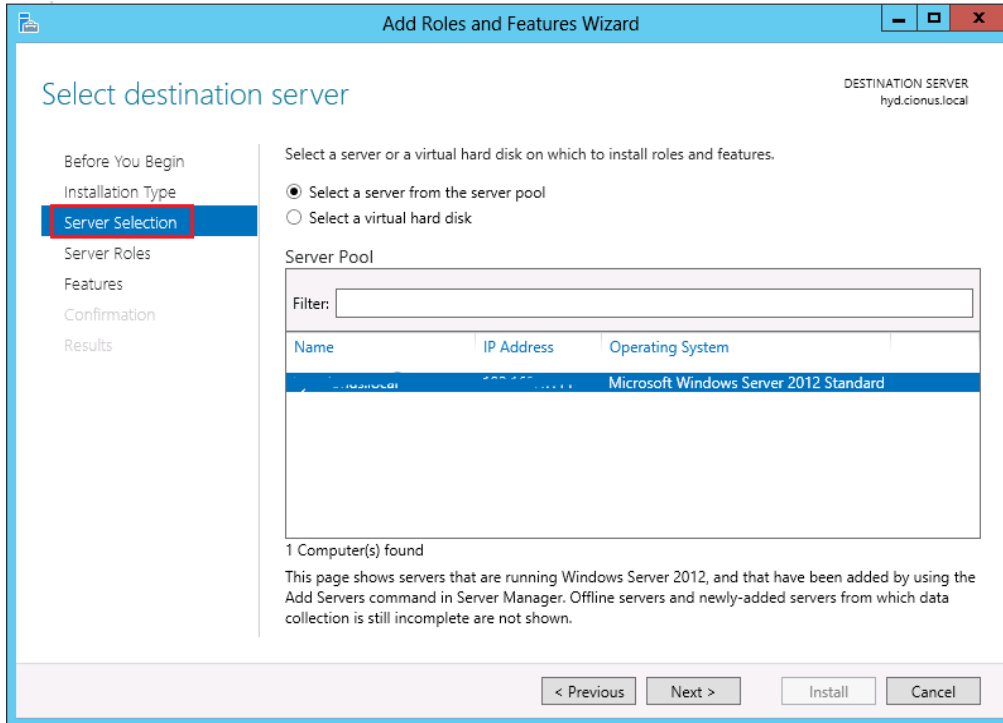 Add Roles and Features Wizard
Select destination server
DESTINATION SERVER
hyd.cionus.local
Before You Begin
Installation Type
Server Selection
Server Roles
Features
Confirmation
Results
Select a server or a virtual hard disk on which to install roles and features.
Select a server from the server pool
Select a virtual hard disk
Server Pool
Filter:
Name IP Address Operating System
Microsoft Windows Server 2012 Standard
1 Computer(s) found
This page shows servers that are running Windows Server 2012, and that have been added by using the
Add Servers command in Server Manager. Offline servers and newly-added servers from which data
collection is still incomplete are not shown.
< Previous Next > Install Cancel